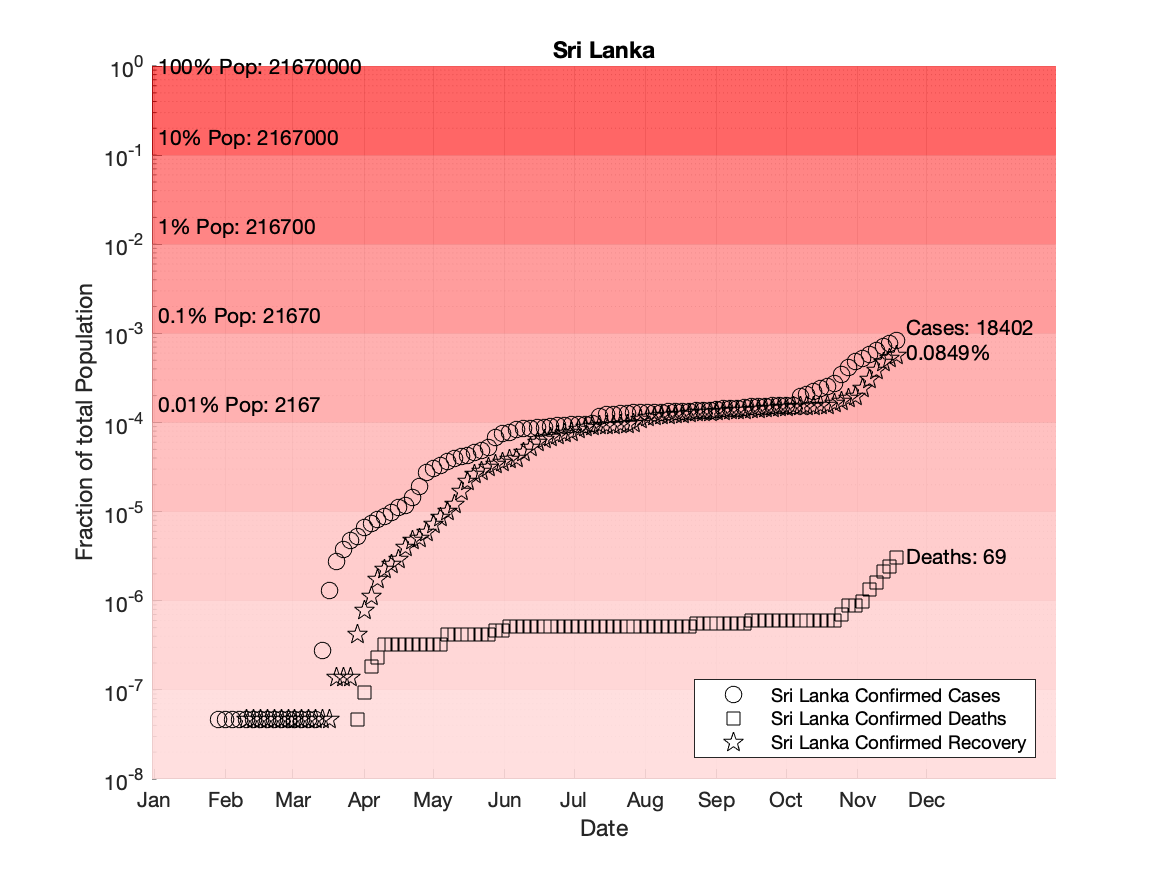 Sri Lanka
10^0
100% Pop: 21670000
10% Pop: 2167000
10^-1
1% Pop: 216700
10^-2
0.1% Pop: 21670
10^-3
Cases: 18402
0.0849%
0.01% Pop: 2167
10^-4
10^-5
Deaths: 69
10^-6
10^-7
10^-8
Fraction of total Population
Sri Lanka Confirmed Cases
Sri Lanka Confirmed Deaths
Sri Lanka Confirmed Recovery
Jan Feb Mar Apr May Jun Jul Aug Sep Oct Nov Dec
Date